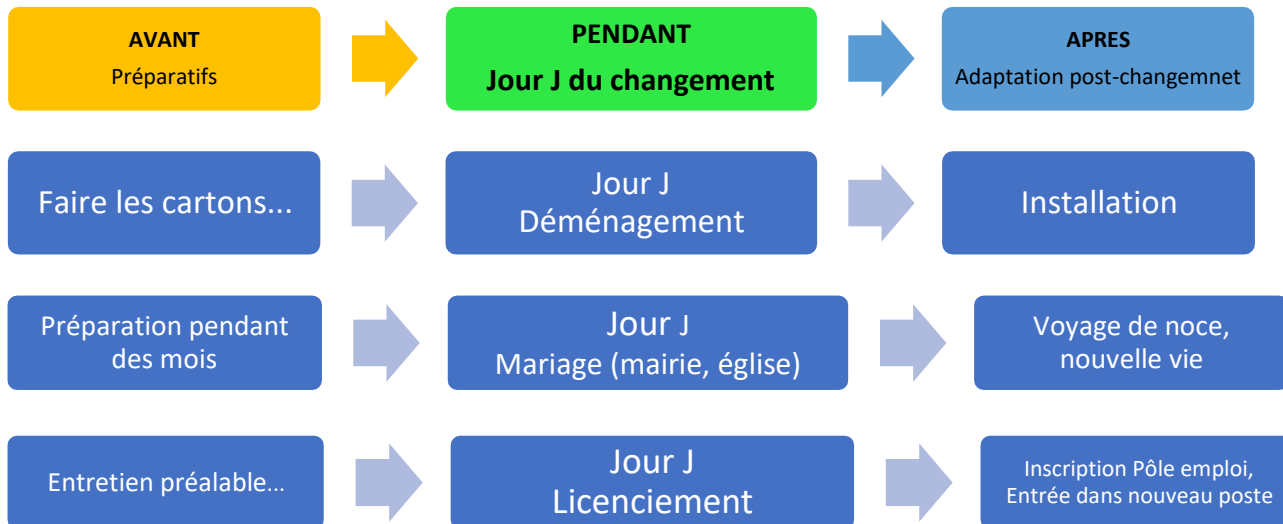 AVANT
Préparatifs
PENDANT
Jour J du changement
APRES
Adaptation post-changemnet
Faire les cartons...
Jour J
Déménagement
Installation
Préparation pendant
des mois
Jour J
Mariage (mairie, église)
Voyage de noce,
nouvelle vie
Entretien préalable...
Jour J
Licenciement
Inscription Pôle emploi,
Entrée dans nouveau poste